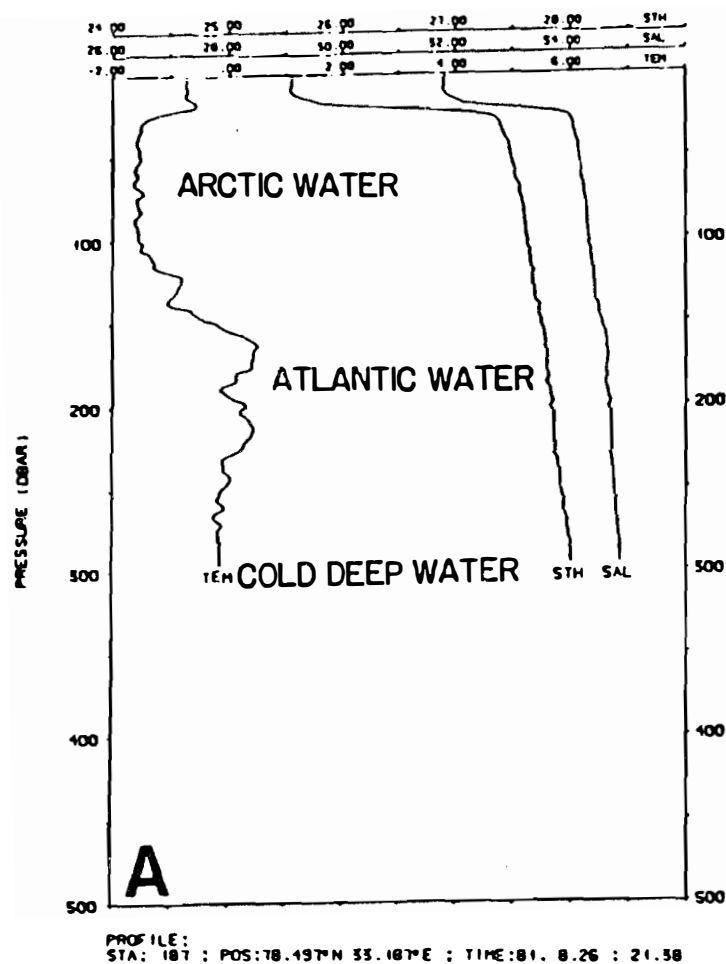 24.00 25.00 26.00 27.00 28.00 STH
26.00 28.00 30.00 32.00 34.00 SAL
-2.00 .00 2.00 4.00 6.00 TEM
ARCTIC WATER
100 100
ATLANTIC WATER
200 200
PRESSURE (DBAR)
300 TEM COLD DEEP WATER STH SAL 300
400 400
A
500 500
PROFILE:
STA: 187 : POS:78.497°N 33.187°E ; TIME:81. 8.26 : 21.38